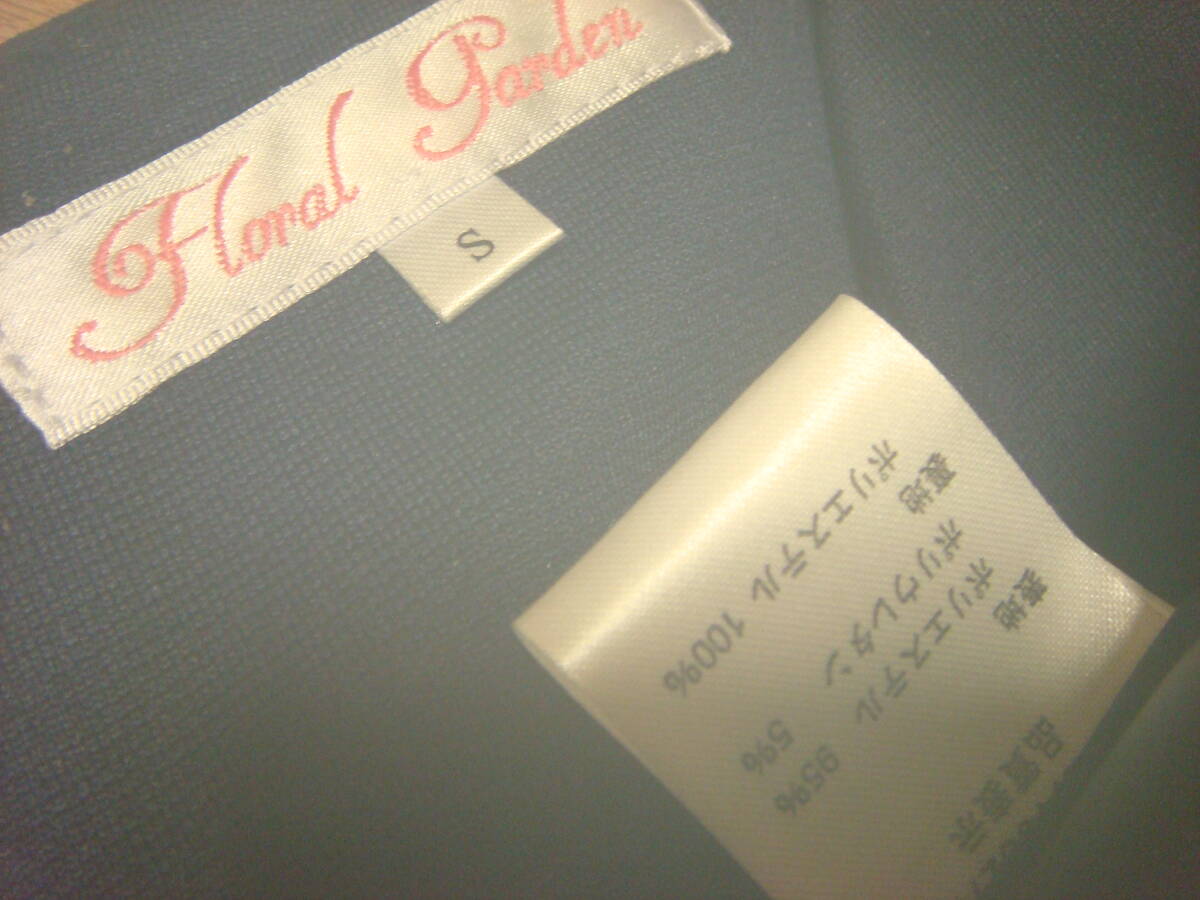 Floral Garden
S
品質表示
表地
ポリエステル 95%
ポリウレタン 5%
裏地
ポリエステル 100%